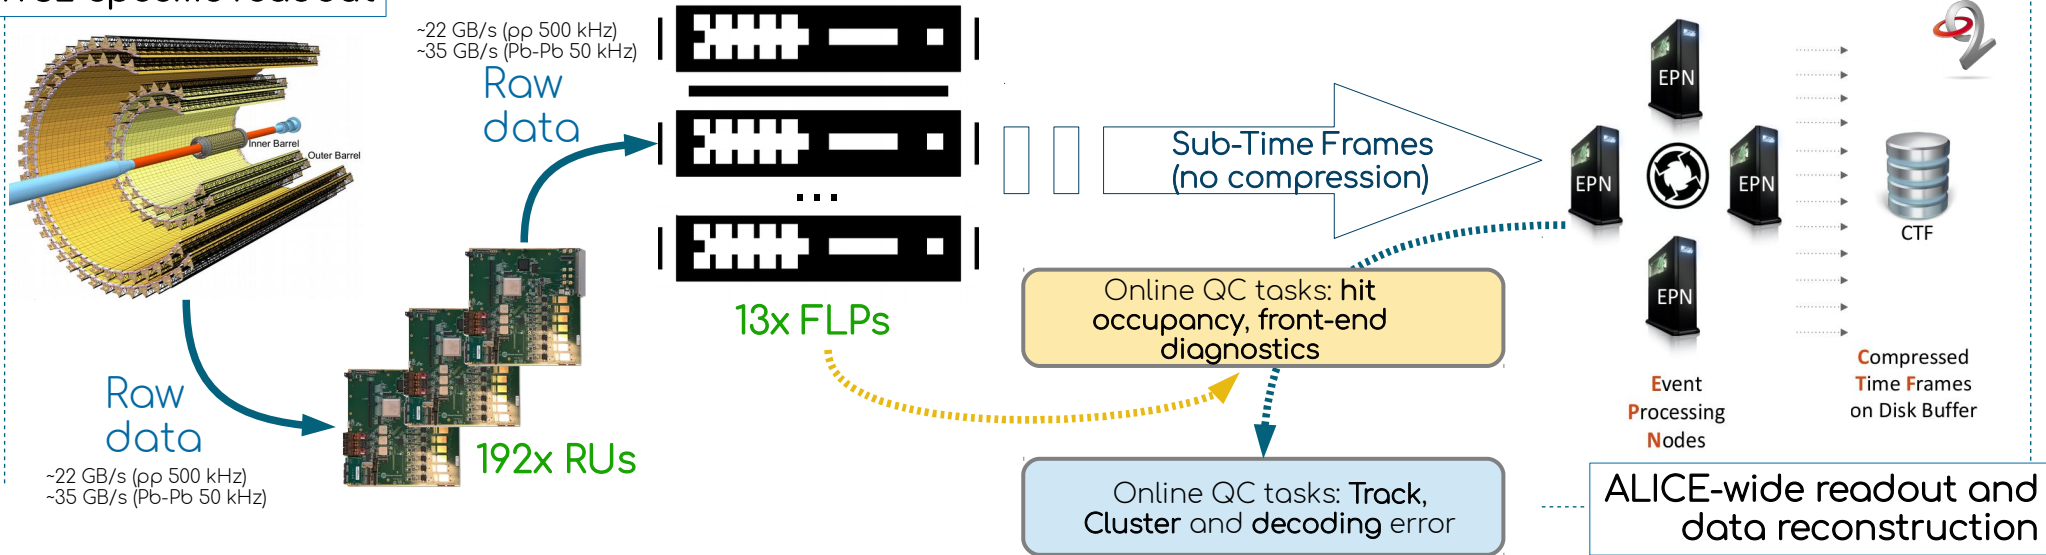 specific readout
~22 GB/s (pp 500 kHz)
~35 GB/s (Pb-Pb 50 kHz)
Raw
data
Inner Barrel
Outer Barrel
Raw
data
~22 GB/s (pp 500 kHz)
~35 GB/s (Pb-Pb 50 kHz)
192x RUs
...
13x FLPs
Sub-Time Frames
(no compression)
Online QC tasks: hit
occupancy, front-end
diagnostics
Online QC tasks: Track,
Cluster and decoding error
EPN
EPN
EPN
EPN
Event
Processing
Nodes
CTF
Compressed
Time Frames
on Disk Buffer
ALICE-wide readout and
data reconstruction